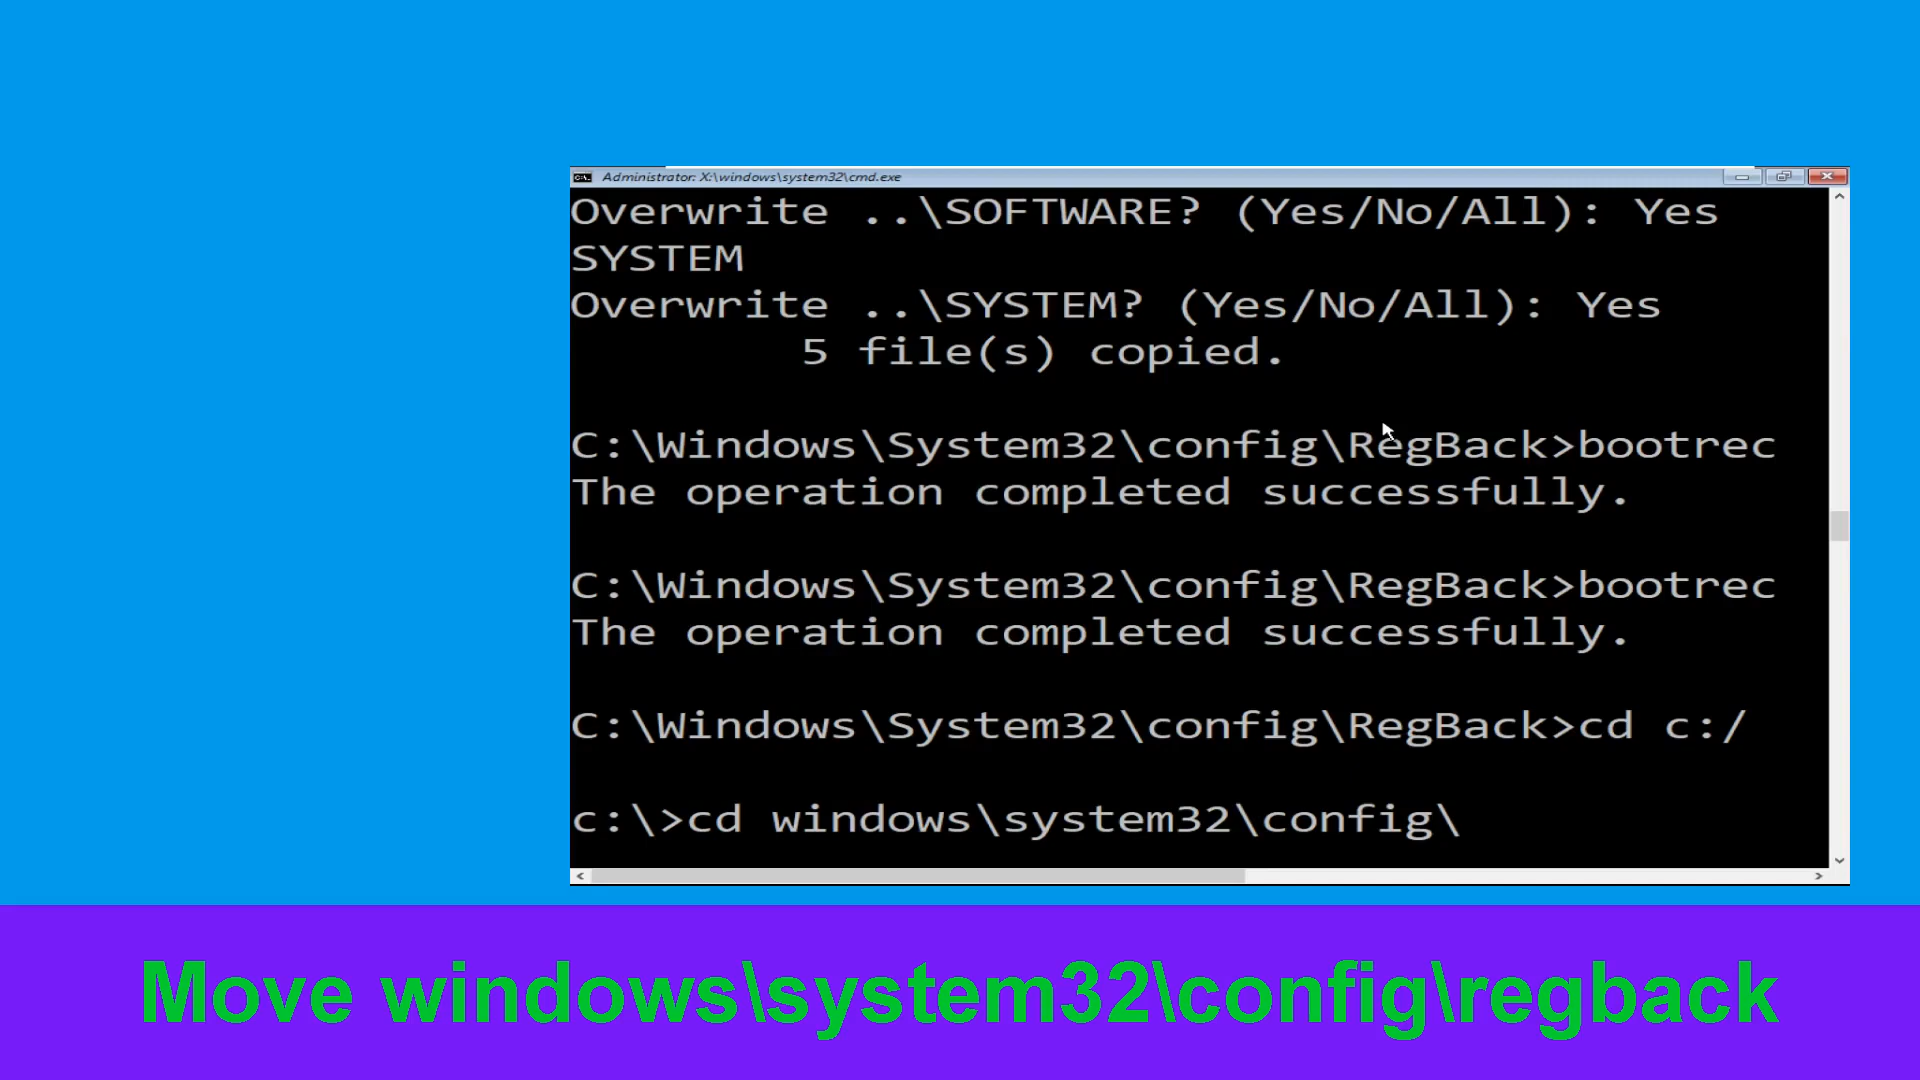 Administrator: X:\windows\system32\cmd.exe
Overwrite ..\SOFTWARE? (Yes/No/All): Yes
SYSTEM
Overwrite ..\SYSTEM? (Yes/No/All): Yes
5 file(s) copied.
C:\Windows\System32\config\RegBack>bootrec
The operation completed successfully.
C:\Windows\System32\config\RegBack>bootrec
The operation completed successfully.
C:\Windows\System32\config\RegBack>cd c:/
c:\>cd windows\system32\config\
Move windows\system32\config\regback